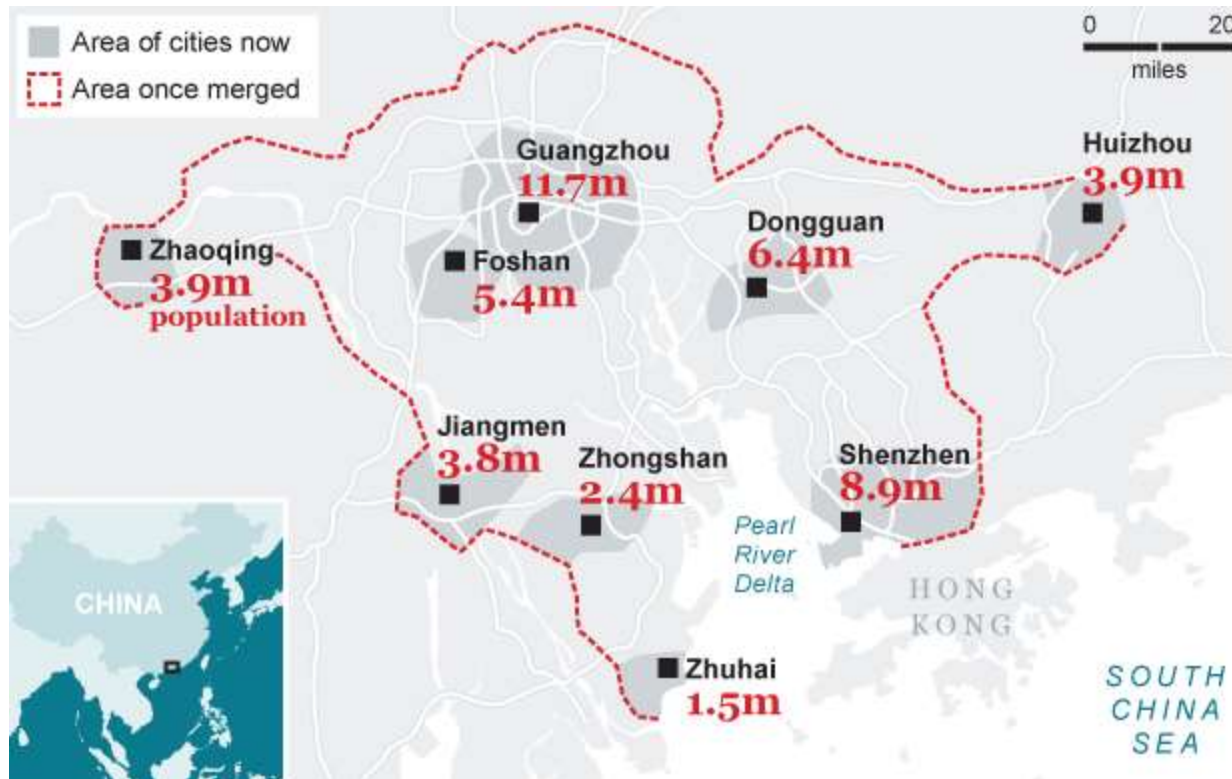 Area of cities now
Area once merged
0 20
miles
Guangzhou
11.7m
Huizhou
3.9m
Dongguan
6.4m
Zhaoqing
3.9m
population
Foshan
5.4m
Jiangmen
3.8m
Zhongshan
2.4m
Shenzhen
8.9m
Pearl
River
Delta
HONG
KONG
CHINA
Zhuhai
1.5m
SOUTH
CHINA
SEA